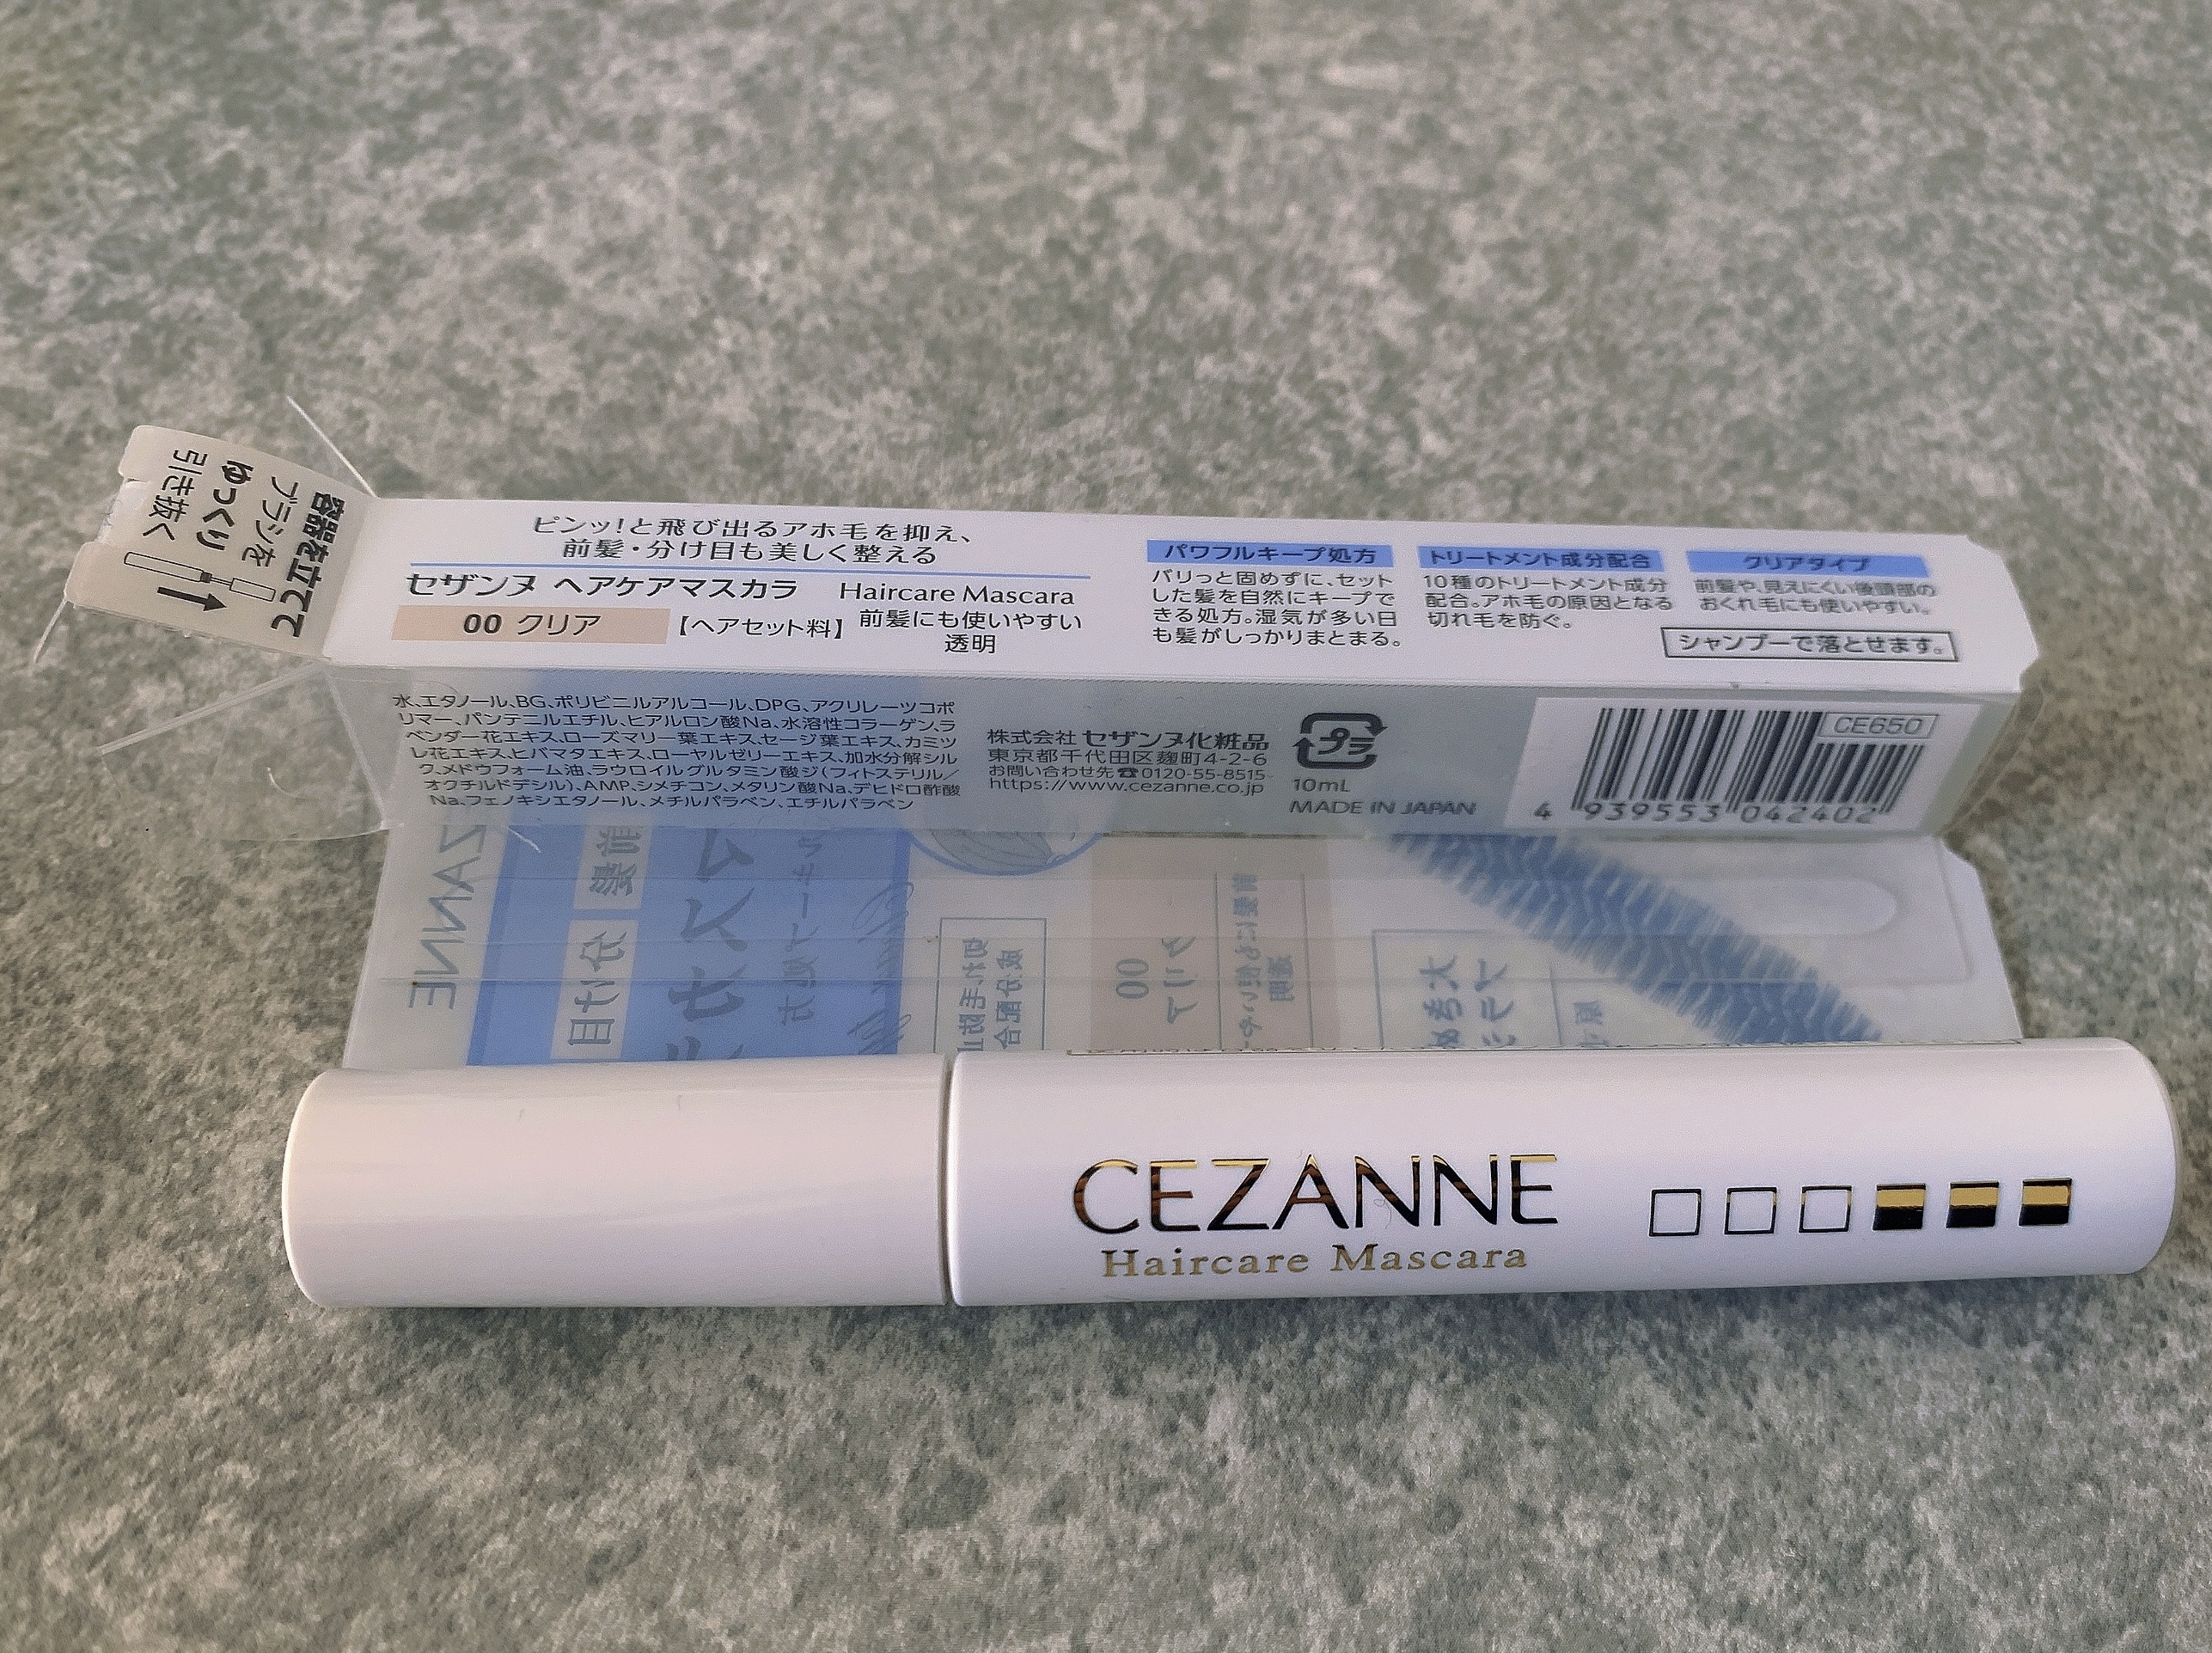 容器を立てて
ブラシを
ゆっくり
引き抜く
ピンッ!と飛び出るアホ毛を抑え、
前髪・分け目も美しく整える
セザンヌ ヘアケアマスカラ Haircare Mascara
00 クリア 【ヘアセット料】 前髪にも使いやすい
透明
パワフルキープ処方
バリっと固めずに、セット
した髪を自然にキープで
きる処方。湿気が多い日
も髪がしっかりまとまる。
トリートメント成分配合
10種のトリートメント成分
配合。アホ毛の原因となる
切れ毛を防ぐ。
クリアタイプ
前髪や、見えにくい後頭部の
おくれ毛にも使いやすい。
シャンプーで落とせます。
水、エタノール、BG、ポリビニルアルコール、DPG、アクリレーツコポ
リマー、パンテニルエチル、ヒアルロン酸Na、水溶性コラーゲン、ラ
ベンダー花エキス、ローズマリー葉エキス、セージ葉エキス、カミツ
レ花エキス、ヒバマタエキス、ローヤルゼリーエキス、加水分解シル
ク、メドウフォーム油、ラウロイルグルタミン酸ジ(フィトステリル/
オクチルドデシル)、AMP、シメチコン、メタリン酸Na、デヒドロ酢酸
Na、フェノキシエタノール、メチルパラベン、エチルパラベン
株式会社 セザンヌ化粧品
東京都千代田区麹町4-2-6
お問い合わせ先☎0120-55-8515
https://www.cezanne.co.jp
プラ
10mL
MADE IN JAPAN
CE650
4 939553 042402
CEZANNE
00
クリア
CEZANNE
Haircare Mascara